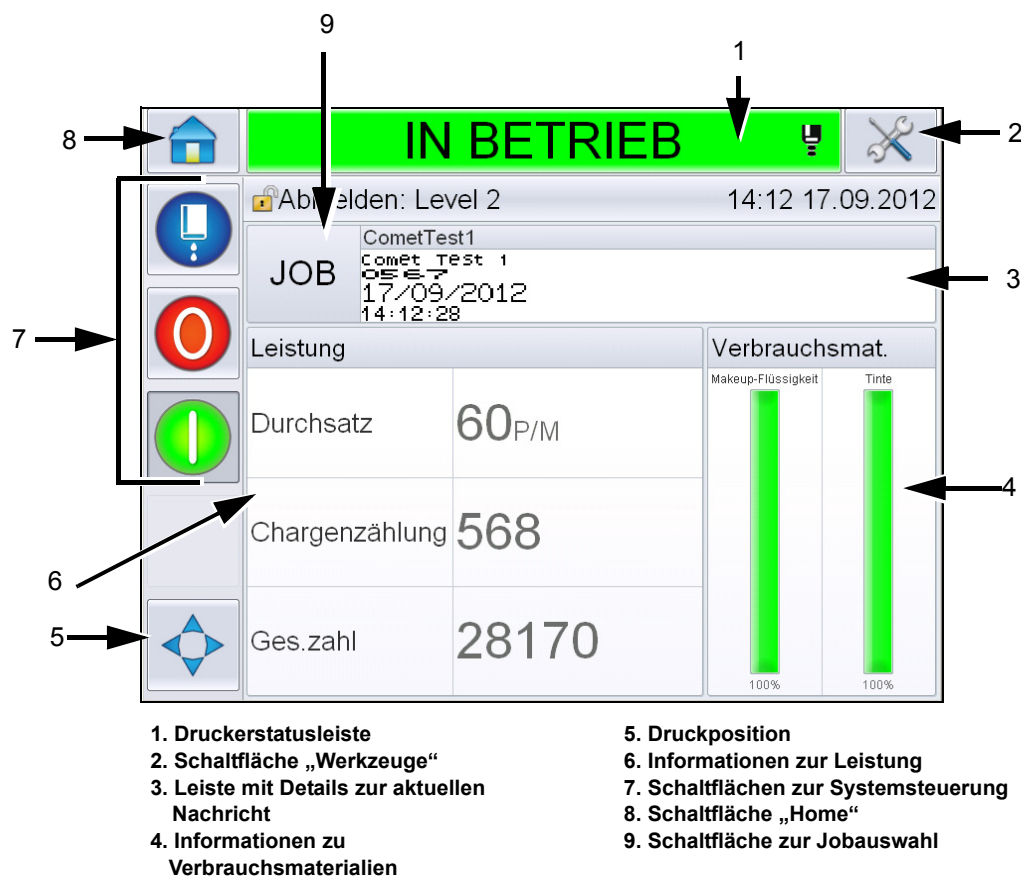 9
1
8
IN BETRIEB
2
Abmelden: Level 2
14:12 17.09.2012
CometTest1
JOB
Comet Test 1
0567
17/09/2012
14:12:28
3
7
Leistung
Verbrauchsmat.
Makeup-Flüssigkeit
Tinte
Durchsatz
60P/M
4
Chargenzählung
568
6
5
Ges.zahl
28170
100%
100%
1. Druckerstatusleiste
2. Schaltfläche „Werkzeuge“
3. Leiste mit Details zur aktuellen
Nachricht
4. Informationen zu
Verbrauchsmaterialien
5. Druckposition
6. Informationen zur Leistung
7. Schaltflächen zur Systemsteuerung
8. Schaltfläche „Home“
9. Schaltfläche zur Jobauswahl